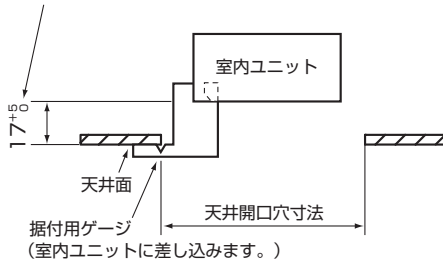 室内ユニット
17+5 0
天井面
天井開口穴寸法
据付用ゲージ
（室内ユニットに差し込みます。）